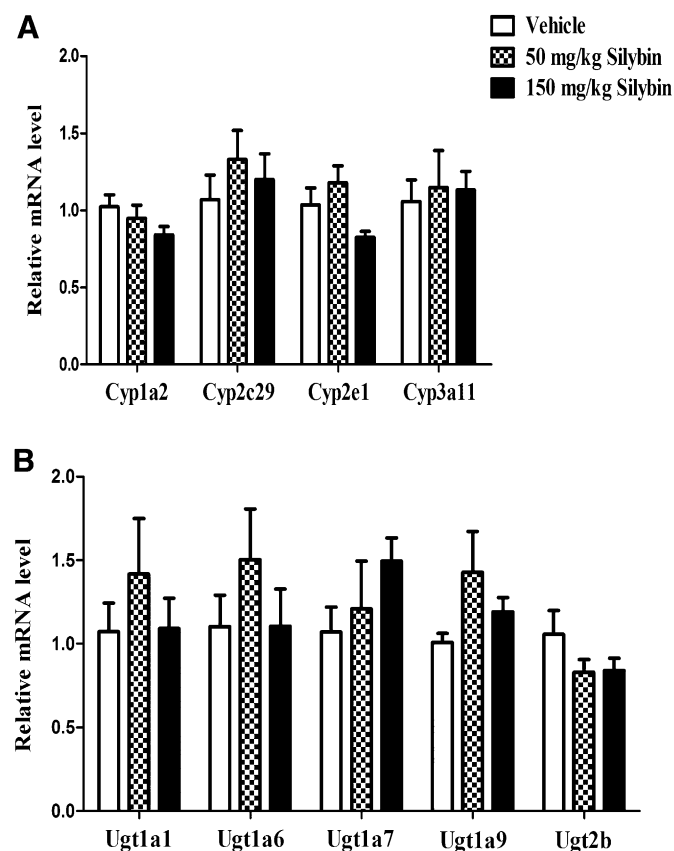 A
Vehicle
50 mg/kg Silybin
150 mg/kg Silybin
Relative mRNA level
2.0
1.5
1.0
0.5
0.0
Cyp1a2 Cyp2c29 Cyp2e1 Cyp3a11
B
Relative mRNA level
2.0
1.5
1.0
0.5
0.0
Ugt1a1 Ugt1a6 Ugt1a7 Ugt1a9 Ugt2b